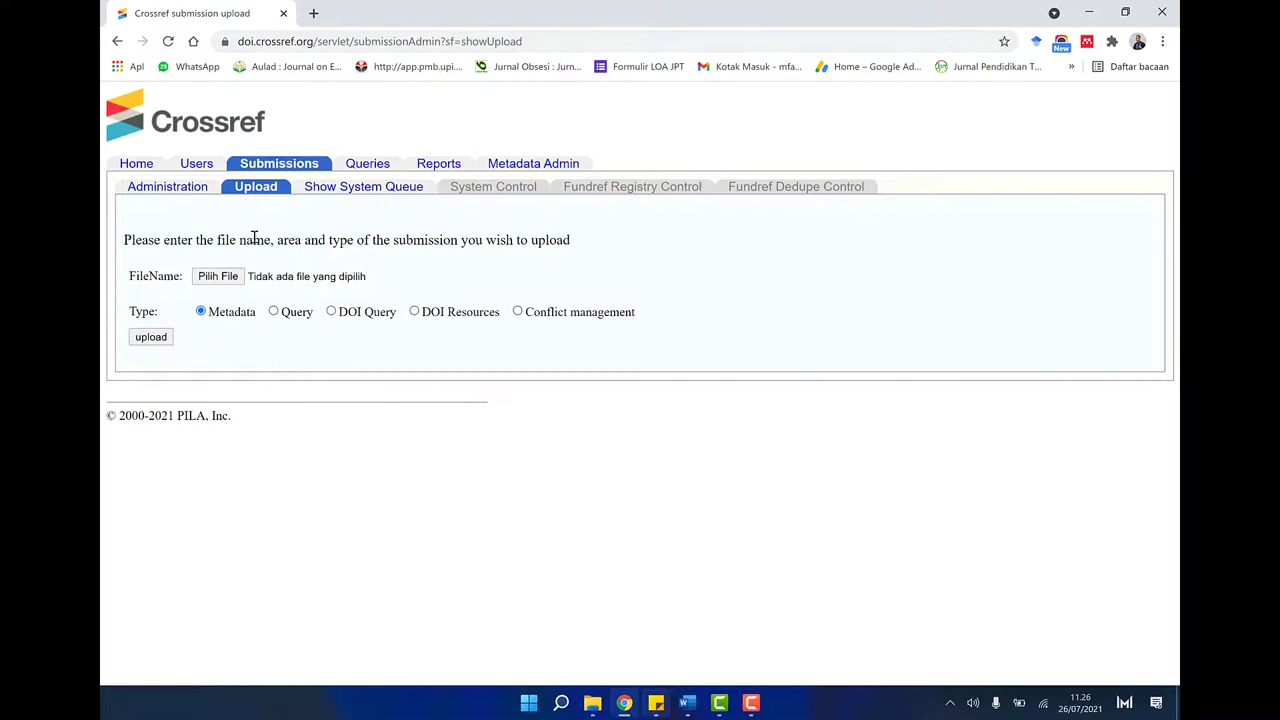 Crossref submission upload
doi.crossref.org/servlet/submissionAdmin?sf=showUpload
New
Apl WhatsApp Aulad : Journal on E... http://app.pmb.upi.... Jurnal Obsesi : Jurn... Formulir LOA JPT Kotak Masuk - mfa... Home – Google Ad... Jurnal Pendidikan T... » Daftar bacaan
Crossref
Home Users Submissions Queries Reports Metadata Admin
Administration Upload Show System Queue System Control Fundref Registry Control Fundref Dedupe Control
Please enter the file name, area and type of the submission you wish to upload
FileName: Pilih File Tidak ada file yang dipilih
Type: Metadata Query DOI Query DOI Resources Conflict management
upload
© 2000-2021 PILA, Inc.
11.26
26/07/2021